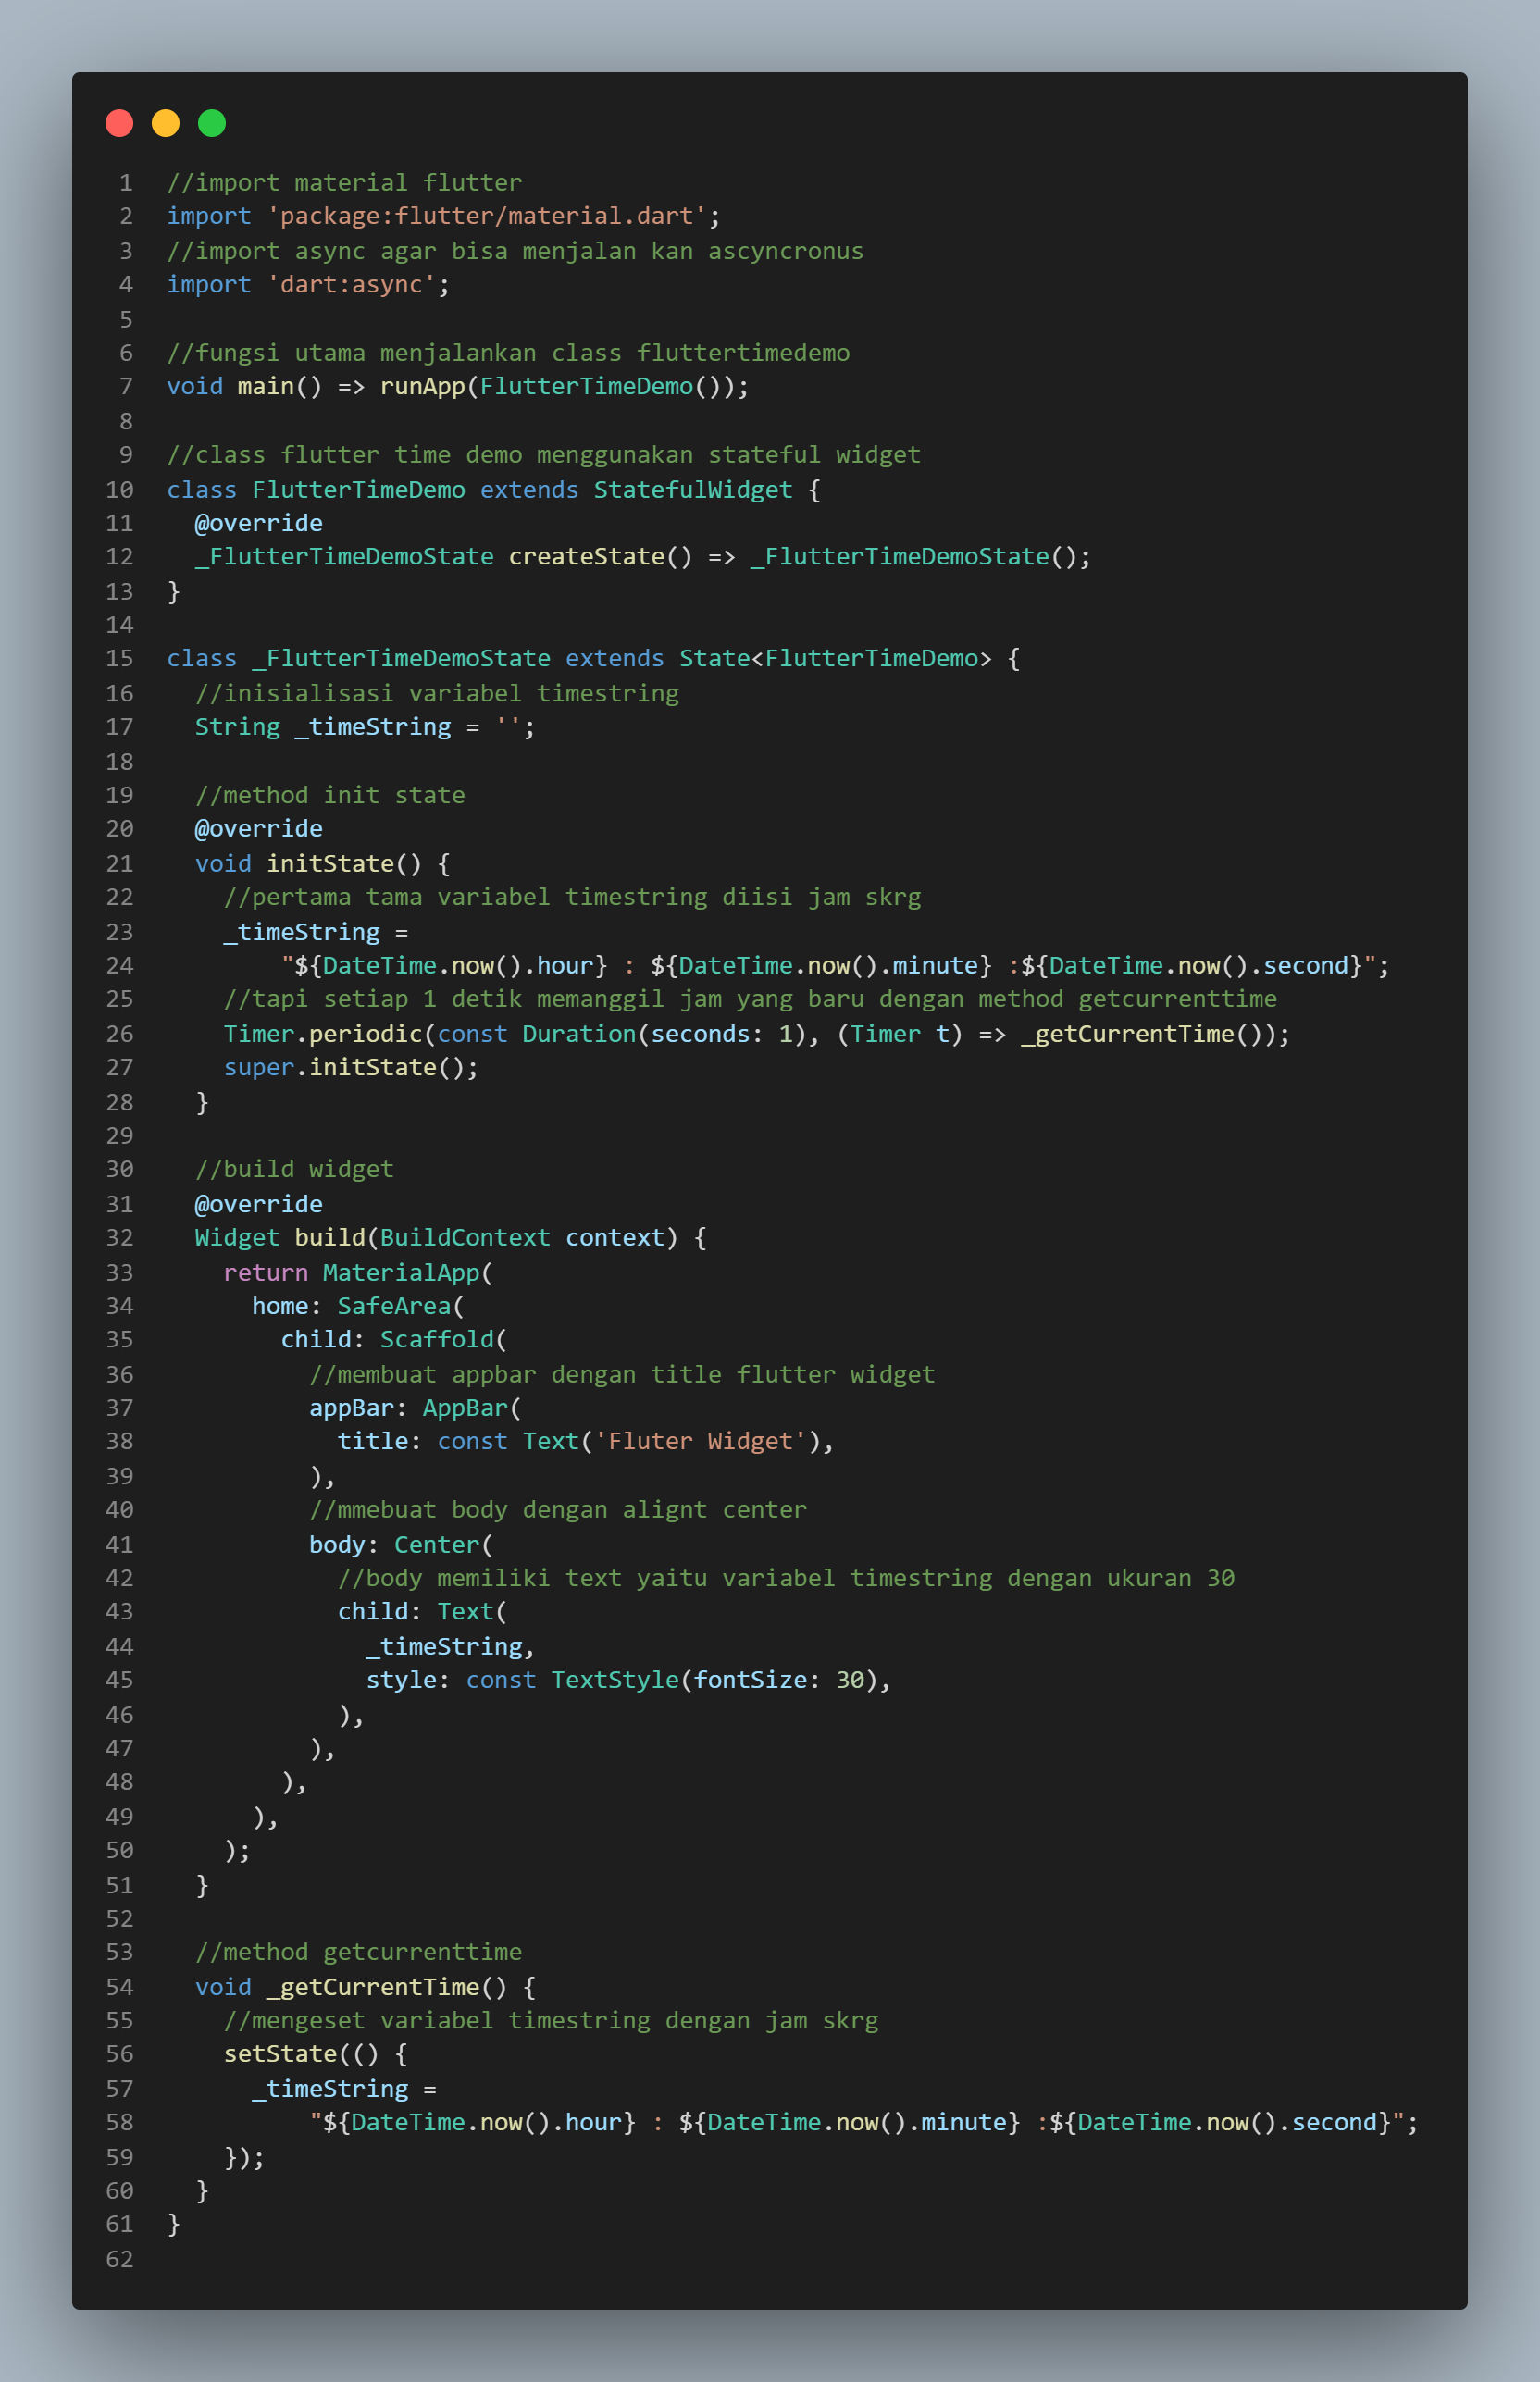 1 //import material flutter
2 import 'package:flutter/material.dart';
3 //import async agar bisa menjalan kan ascyncronus
4 import 'dart:async';
5
6 //fungsi utama menjalankan class fluttertimedemo
7 void main() => runApp(FlutterTimeDemo());
8
9 //class flutter time demo menggunakan stateful widget
10 class FlutterTimeDemo extends StatefulWidget {
11   @override
12   _FlutterTimeDemoState createState() => _FlutterTimeDemoState();
13 }
14
15 class _FlutterTimeDemoState extends State<FlutterTimeDemo> {
16   //inisialisasi variabel timestring
17   String _timeString = '';
18
19   //method init state
20   @override
21   void initState() {
22     //pertama tama variabel timestring diisi jam skrg
23     _timeString =
24         "${DateTime.now().hour} : ${DateTime.now().minute} :${DateTime.now().second}";
25     //tapi setiap 1 detik memanggil jam yang baru dengan method getcurrenttime
26     Timer.periodic(const Duration(seconds: 1), (Timer t) => _getCurrentTime());
27     super.initState();
28   }
29
30   //build widget
31   @override
32   Widget build(BuildContext context) {
33     return MaterialApp(
34       home: SafeArea(
35         child: Scaffold(
36           //membuat appbar dengan title flutter widget
37           appBar: AppBar(
38             title: const Text('Fluter Widget'),
39           ),
40           //mmebuat body dengan alignt center
41           body: Center(
42             //body memiliki text yaitu variabel timestring dengan ukuran 30
43             child: Text(
44               _timeString,
45               style: const TextStyle(fontSize: 30),
46             ),
47           ),
48         ),
49       ),
50     );
51   }
52
53   //method getcurrenttime
54   void _getCurrentTime() {
55     //mengeset variabel timestring dengan jam skrg
56     setState(() {
57       _timeString =
58           "${DateTime.now().hour} : ${DateTime.now().minute} :${DateTime.now().second}";
59     });
60   }
61 }
62